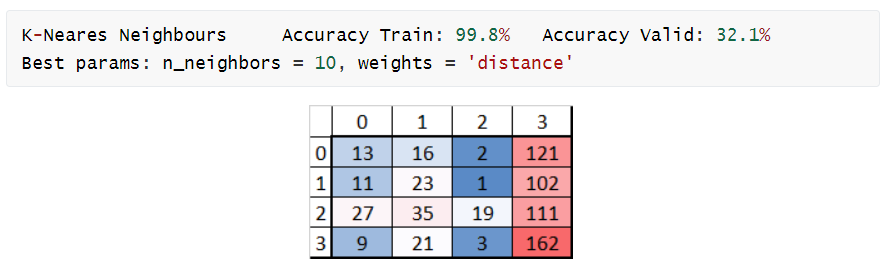 K-Neares Neighbours Accuracy Train: 99.8% Accuracy Valid: 32.1%
Best params: n_neighbors = 10, weights = 'distance'
0 1 2 3
0 13 16 2 121
1 11 23 1 102
2 27 35 19 111
3 9 21 3 162